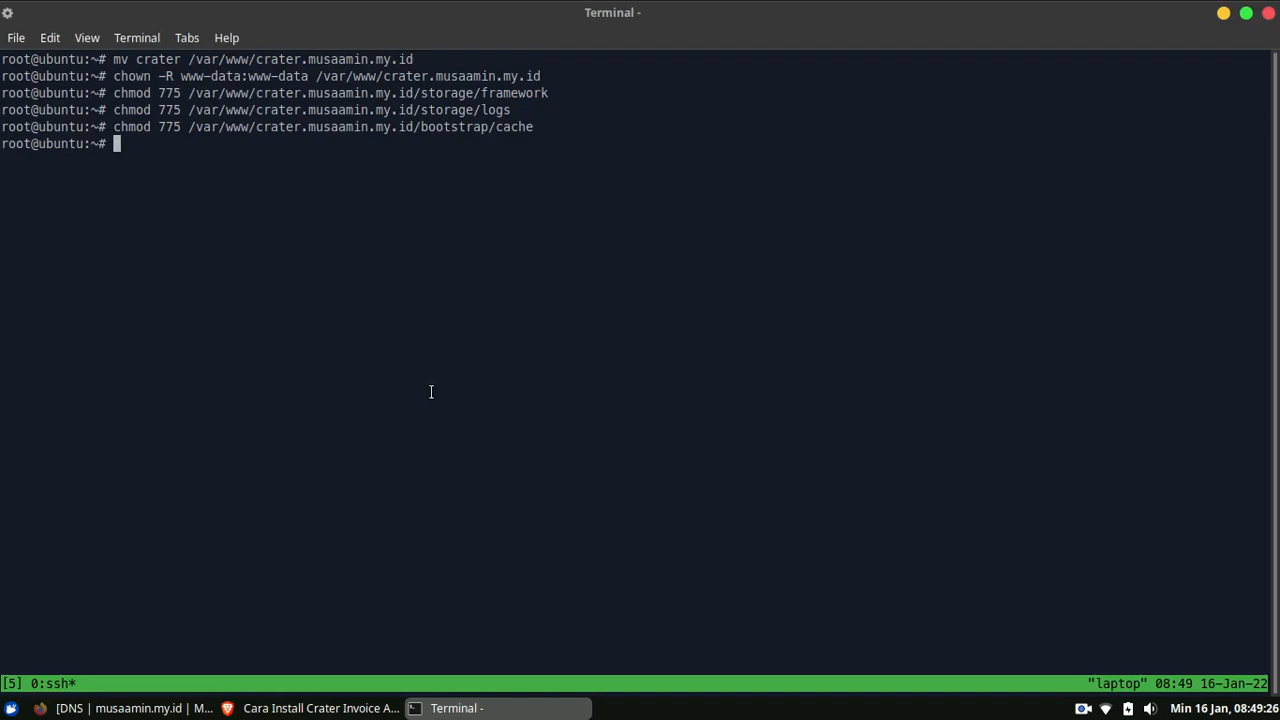 Terminal -
File Edit View Terminal Tabs Help
root@ubuntu:~# mv crater /var/www/crater.musaamin.my.id
root@ubuntu:~# chown -R www-data:www-data /var/www/crater.musaamin.my.id
root@ubuntu:~# chmod 775 /var/www/crater.musaamin.my.id/storage/framework
root@ubuntu:~# chmod 775 /var/www/crater.musaamin.my.id/storage/logs
root@ubuntu:~# chmod 775 /var/www/crater.musaamin.my.id/bootstrap/cache
root@ubuntu:~#
[5] 0:ssh* "laptop" 08:49 16-Jan-22
[DNS | musaamin.my.id | M... Cara Install Crater Invoice A... Terminal - Min 16 Jan, 08:49:26